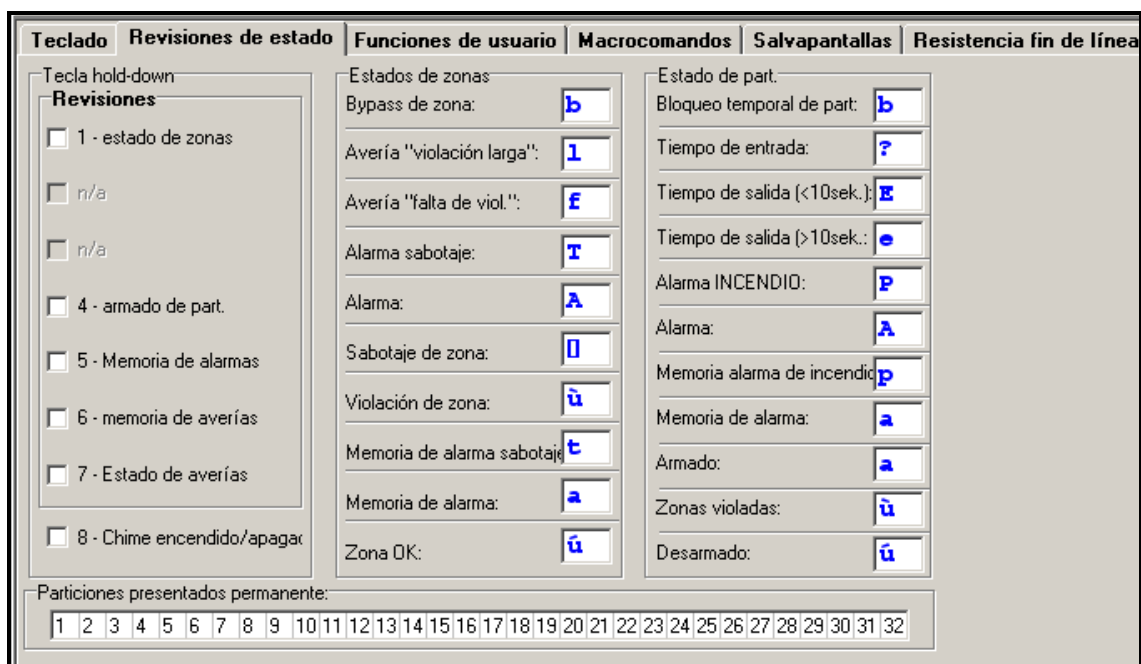 Teclado Revisiones de estado Funciones de usuario Macrocomandos Salvapantallas Resistencia fin de línea
Tecla hold-down
Revisiones
1 - estado de zonas
n/a
n/a
4 - armado de part.
5 - Memoria de alarmas
6 - memoria de averías
7 - Estado de averías
8 - Chime encendido/apagac
Estados de zonas
Bypass de zona: b
Avería "violación larga": l
Avería "falta de viol.": f
Alarma sabotaje: T
Alarma: A
Sabotaje de zona: []
Violación de zona: ù
Memoria de alarma sabotaje t
Memoria de alarma: a
Zona OK: ú
Estado de part.
Bloqueo temporal de part: b
Tiempo de entrada: ?
Tiempo de salida (<10sek.): E
Tiempo de salida (>10sek.: e
Alarma INCENDIO: P
Alarma: A
Memoria alarma de incendio p
Memoria de alarma: a
Armado: a
Zonas violadas: ù
Desarmado: ú
Particiones presentados permanente:
1 2 3 4 5 6 7 8 9 10 11 12 13 14 15 16 17 18 19 20 21 22 23 24 25 26 27 28 29 30 31 32